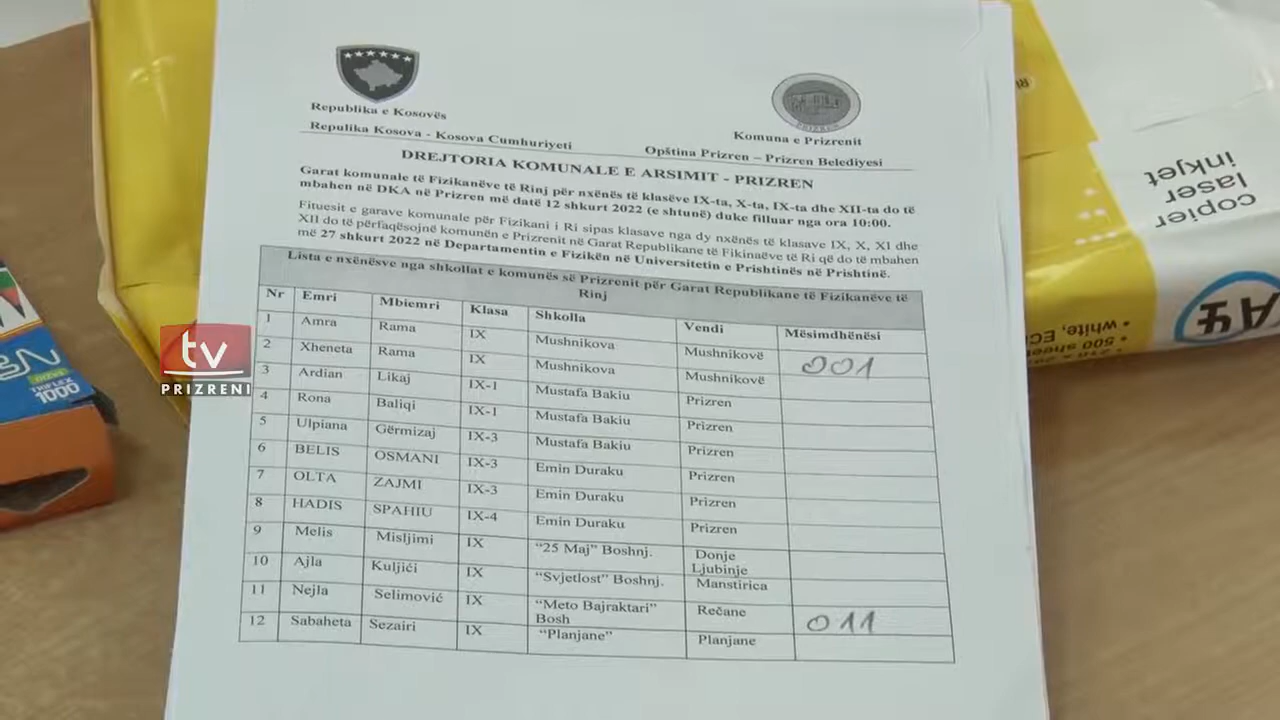 Republika e Kosovës
Repulika Kosova - Kosova Cumhuriyeti
Komuna e Prizrenit
Opština Prizren – Prizren Belediyesi
DREJTORIA KOMUNALE E ARSIMIT - PRIZREN
Garat komunale të Fizikanëve të Rinj për nxënës të klasëve IX-ta, X-ta, IX-ta dhe XII-ta do të
mbahen në DKA në Prizren më datë 12 shkurt 2022 (e shtunë) duke filluar nga ora 10:00.
Fituesit e garave komunale për Fizikani i Ri sipas klasave nga dy nxënës të klasave IX, X, XI dhe
XII do të përfaqësojnë komunën e Prizrenit në Garat Republikane të Fikinaëve të Ri që do të mbahen
më 27 shkurt 2022 në Departamentin e Fizikën në Universitetin e Prishtinës në Prishtinë.
Lista e nxënësve nga shkollat e komunës së Prizrenit për Garat Republikane të Fizikanëve të
Rinj
Nr Emri Mbiemri Klasa Shkolla Vendi Mësimdhënësi
1 Amra Rama IX Mushnikova Mushnikovë
2 Xheneta Rama IX Mushnikova Mushnikovë 001
3 Ardian Likaj IX-1 Mustafa Bakiu Prizren
4 Rona Baliqi IX-1 Mustafa Bakiu Prizren
5 Ulpiana Gërmizaj IX-3 Mustafa Bakiu Prizren
6 BELIS OSMANI IX-3 Emin Duraku Prizren
7 OLTA ZAJMI IX-3 Emin Duraku Prizren
8 HADIS SPAHIU IX-4 Emin Duraku Prizren
9 Melis Misljimi IX “25 Maj” Boshnj. Donje
Ljubinje
10 Ajla Kuljići IX “Svjetlost” Boshnj. Manstirica
11 Nejla Selimović IX “Meto Bajraktari” Rečane
Bosh
12 Sabaheta Sezairi IX “Planjane” Planjane 011
copier
laser
inkjet
• white, EC
• 500 shee
1000
tv
PRIZRENI